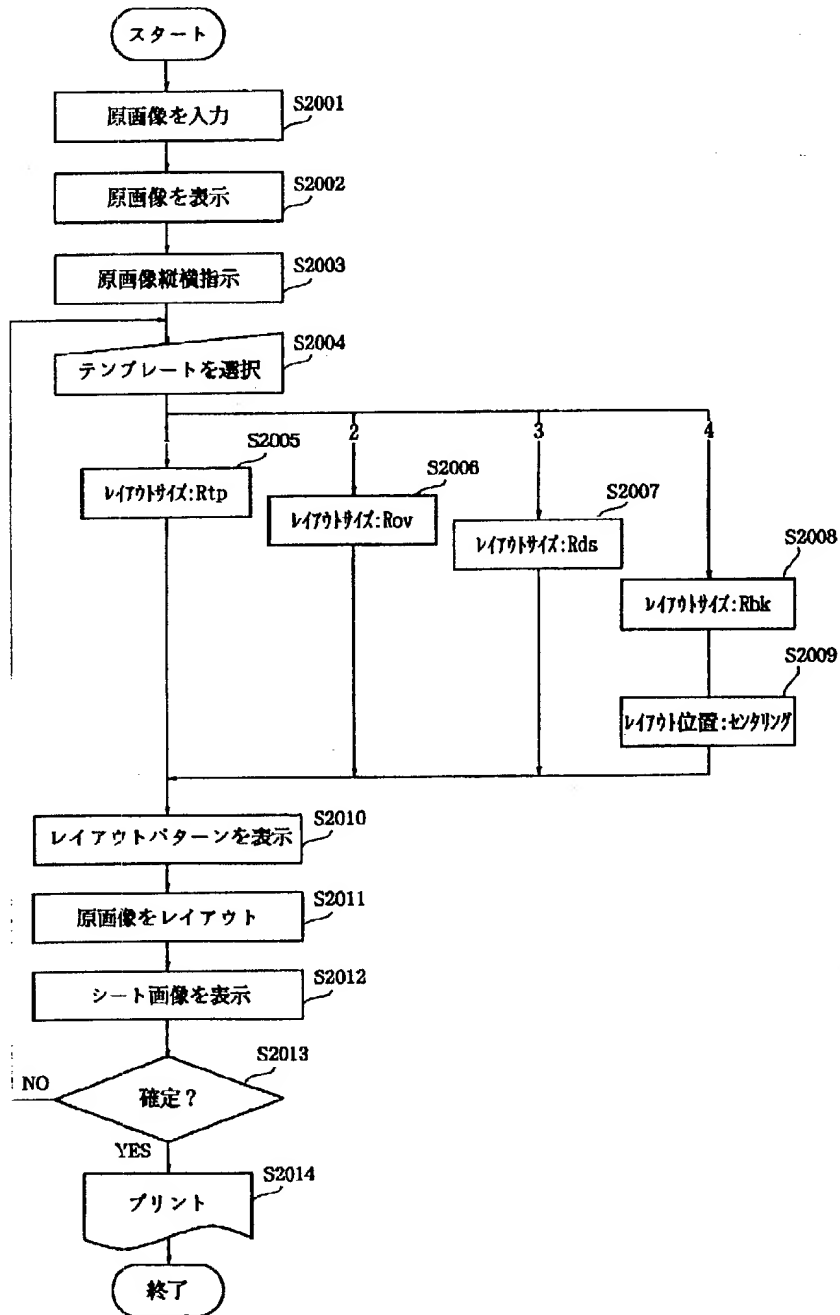 スタート
S2001
原画像を入力
S2002
原画像を表示
S2003
原画像縦横指示
S2004
テンプレートを選択
1
2
3
4
S2005
レイアウトサイズ:Rtp
S2006
レイアウトサイズ:Rov
S2007
レイアウトサイズ:Rds
S2008
レイアウトサイズ:Rbk
S2009
レイアウト位置:センタリング
S2010
レイアウトパターンを表示
S2011
原画像をレイアウト
S2012
シート画像を表示
S2013
確定?
NO
YES
S2014
プリント
終了